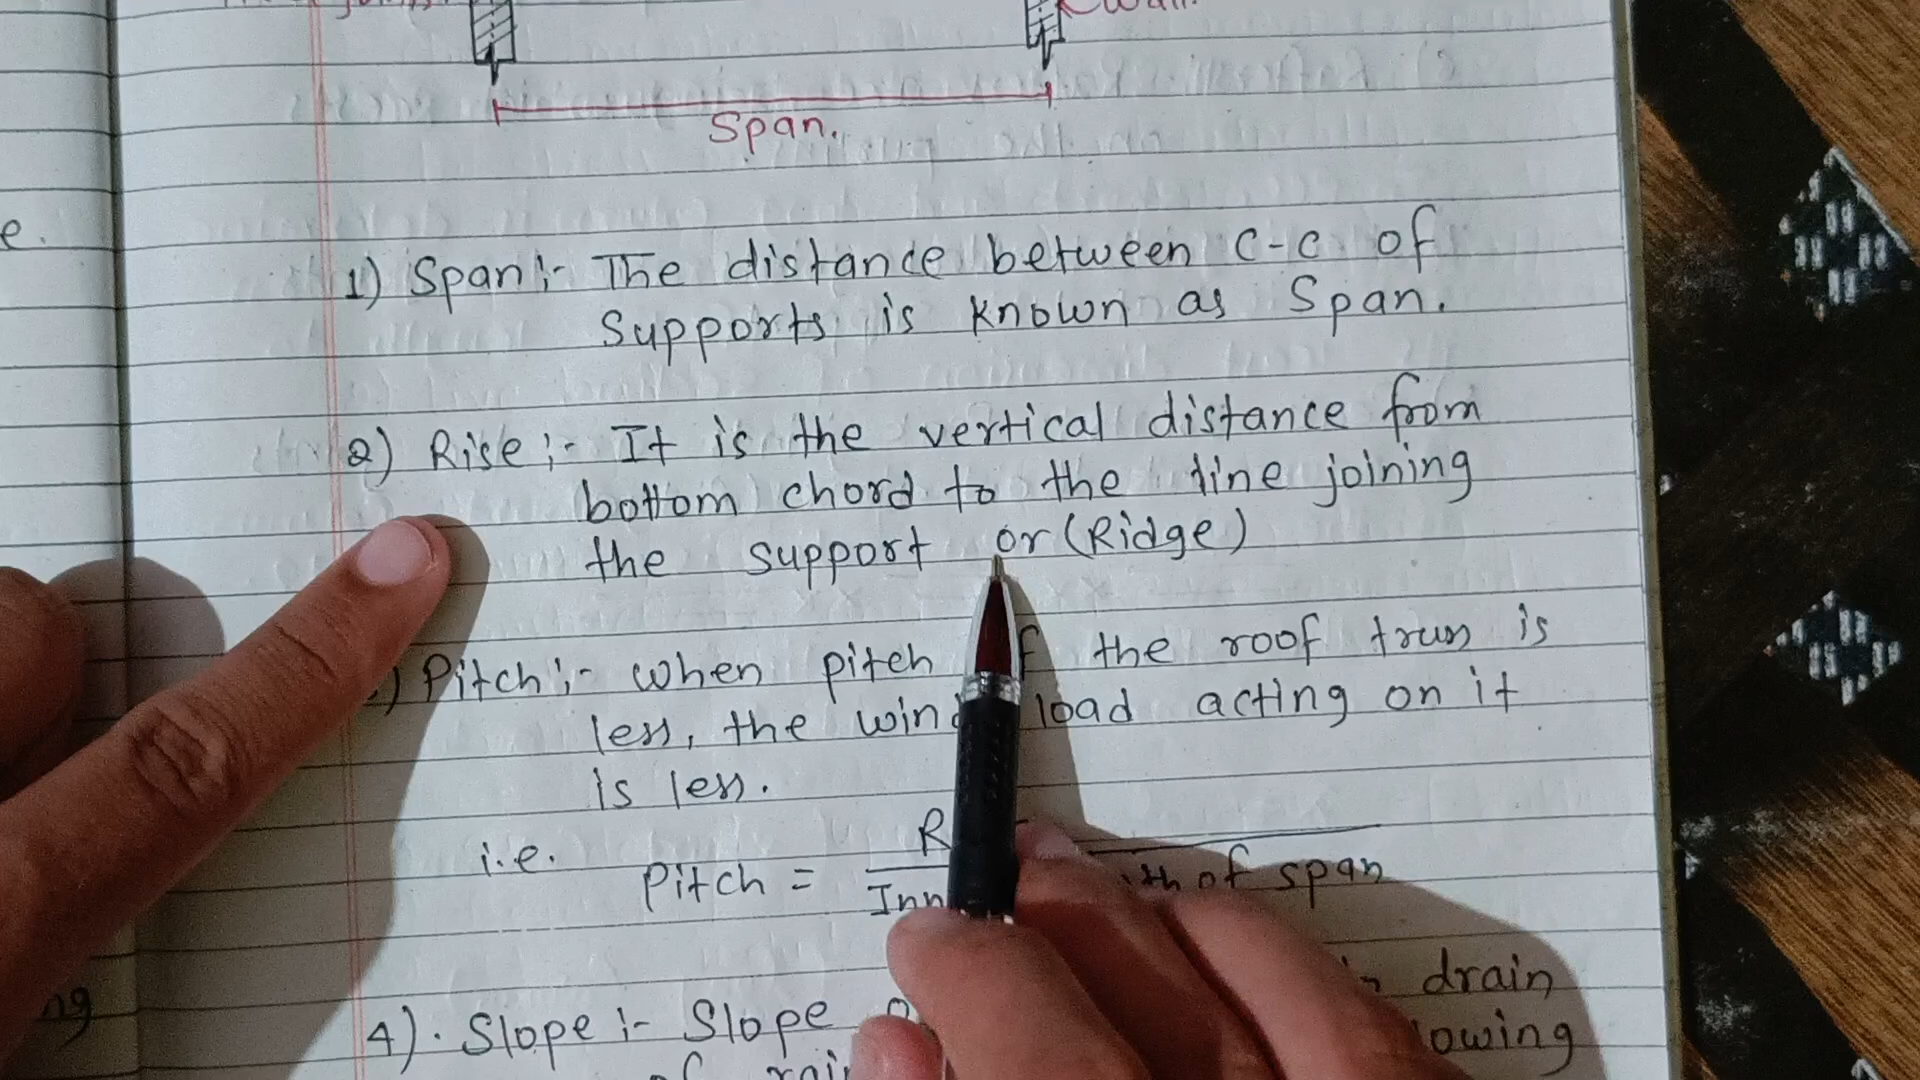 Span.
1) Span:- The distance between C-C of
Supports is known as Span.
2) Rise:- It is the vertical distance from
bottom chord to the line joining
the support or (Ridge)
) Pitch:- When pitch the roof truss is
less, the wind load acting on it
is less.
i.e. Pitch = of span
drain
4). Slope:- Slope